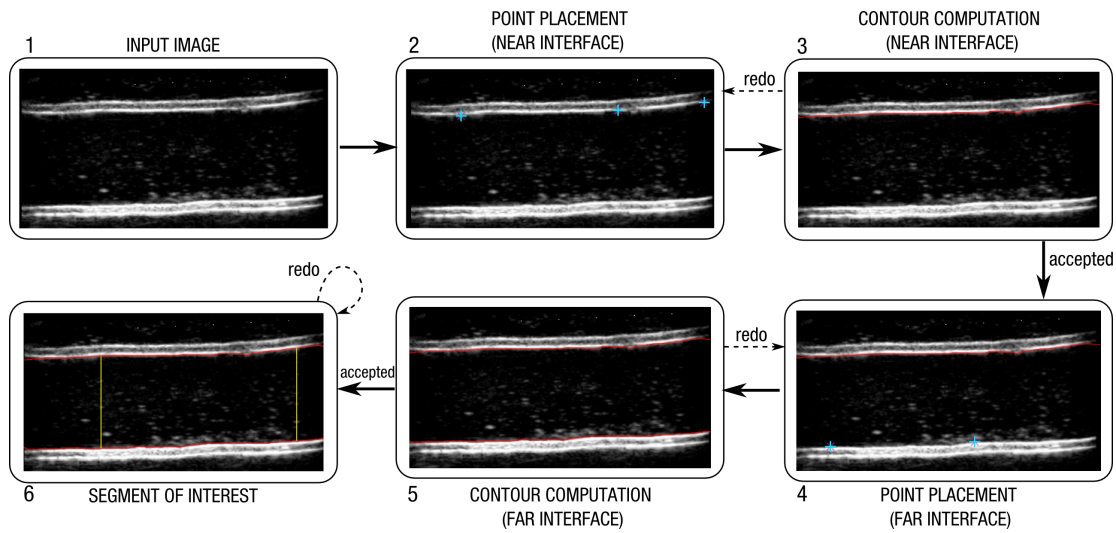 1
INPUT IMAGE
2
POINT PLACEMENT
(NEAR INTERFACE)
3
CONTOUR COMPUTATION
(NEAR INTERFACE)
redo
accepted
4
POINT PLACEMENT
(FAR INTERFACE)
redo
5
CONTOUR COMPUTATION
(FAR INTERFACE)
accepted
redo
6
SEGMENT OF INTEREST